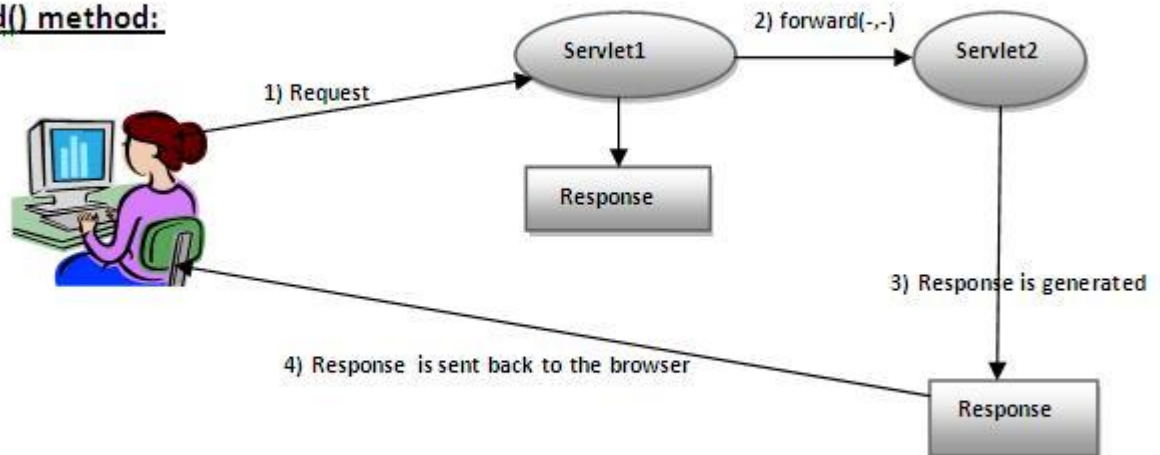 d() method:
2) forward(-,-)
Servlet1
Servlet2
1) Request
Response
3) Response is generated
4) Response is sent back to the browser
Response